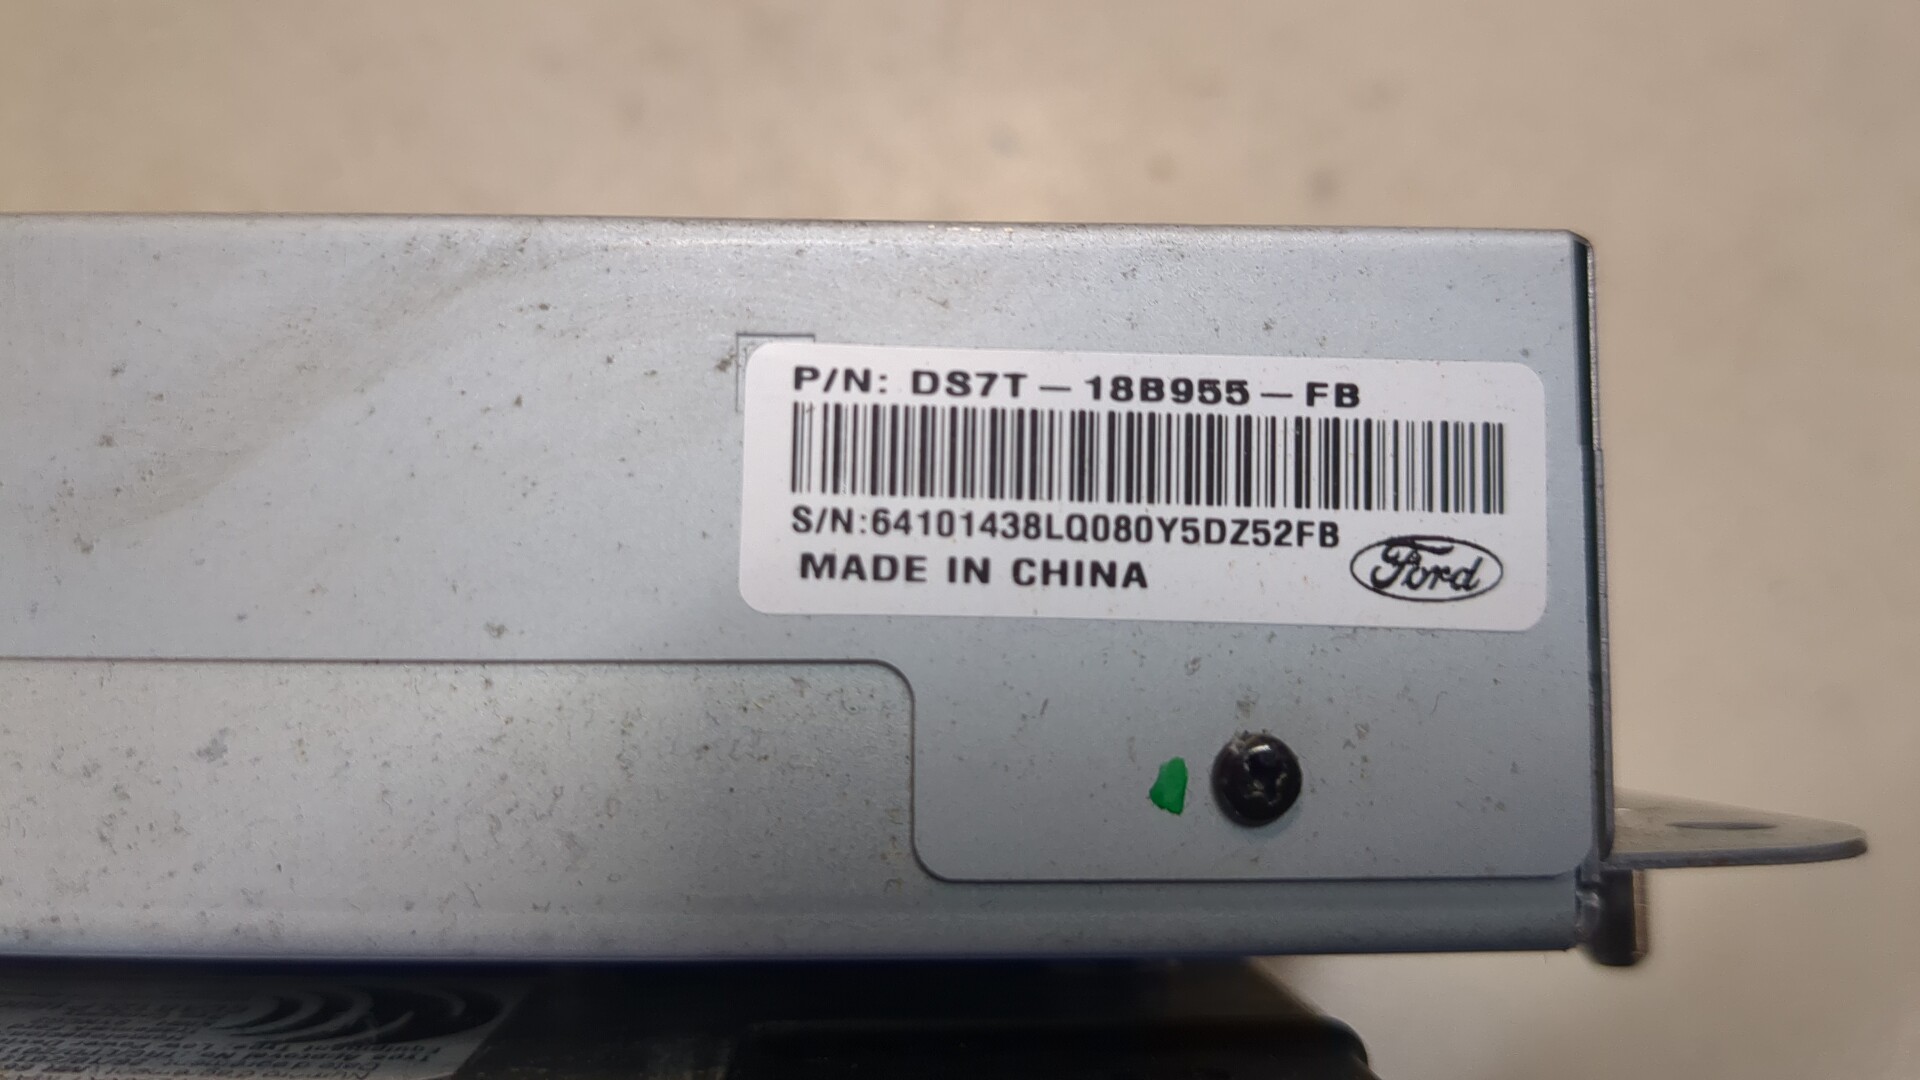 P/N: DS7T-18B955-FB
S/N:64101438LQ080Y5DZ52FB
MADE IN CHINA
Ford